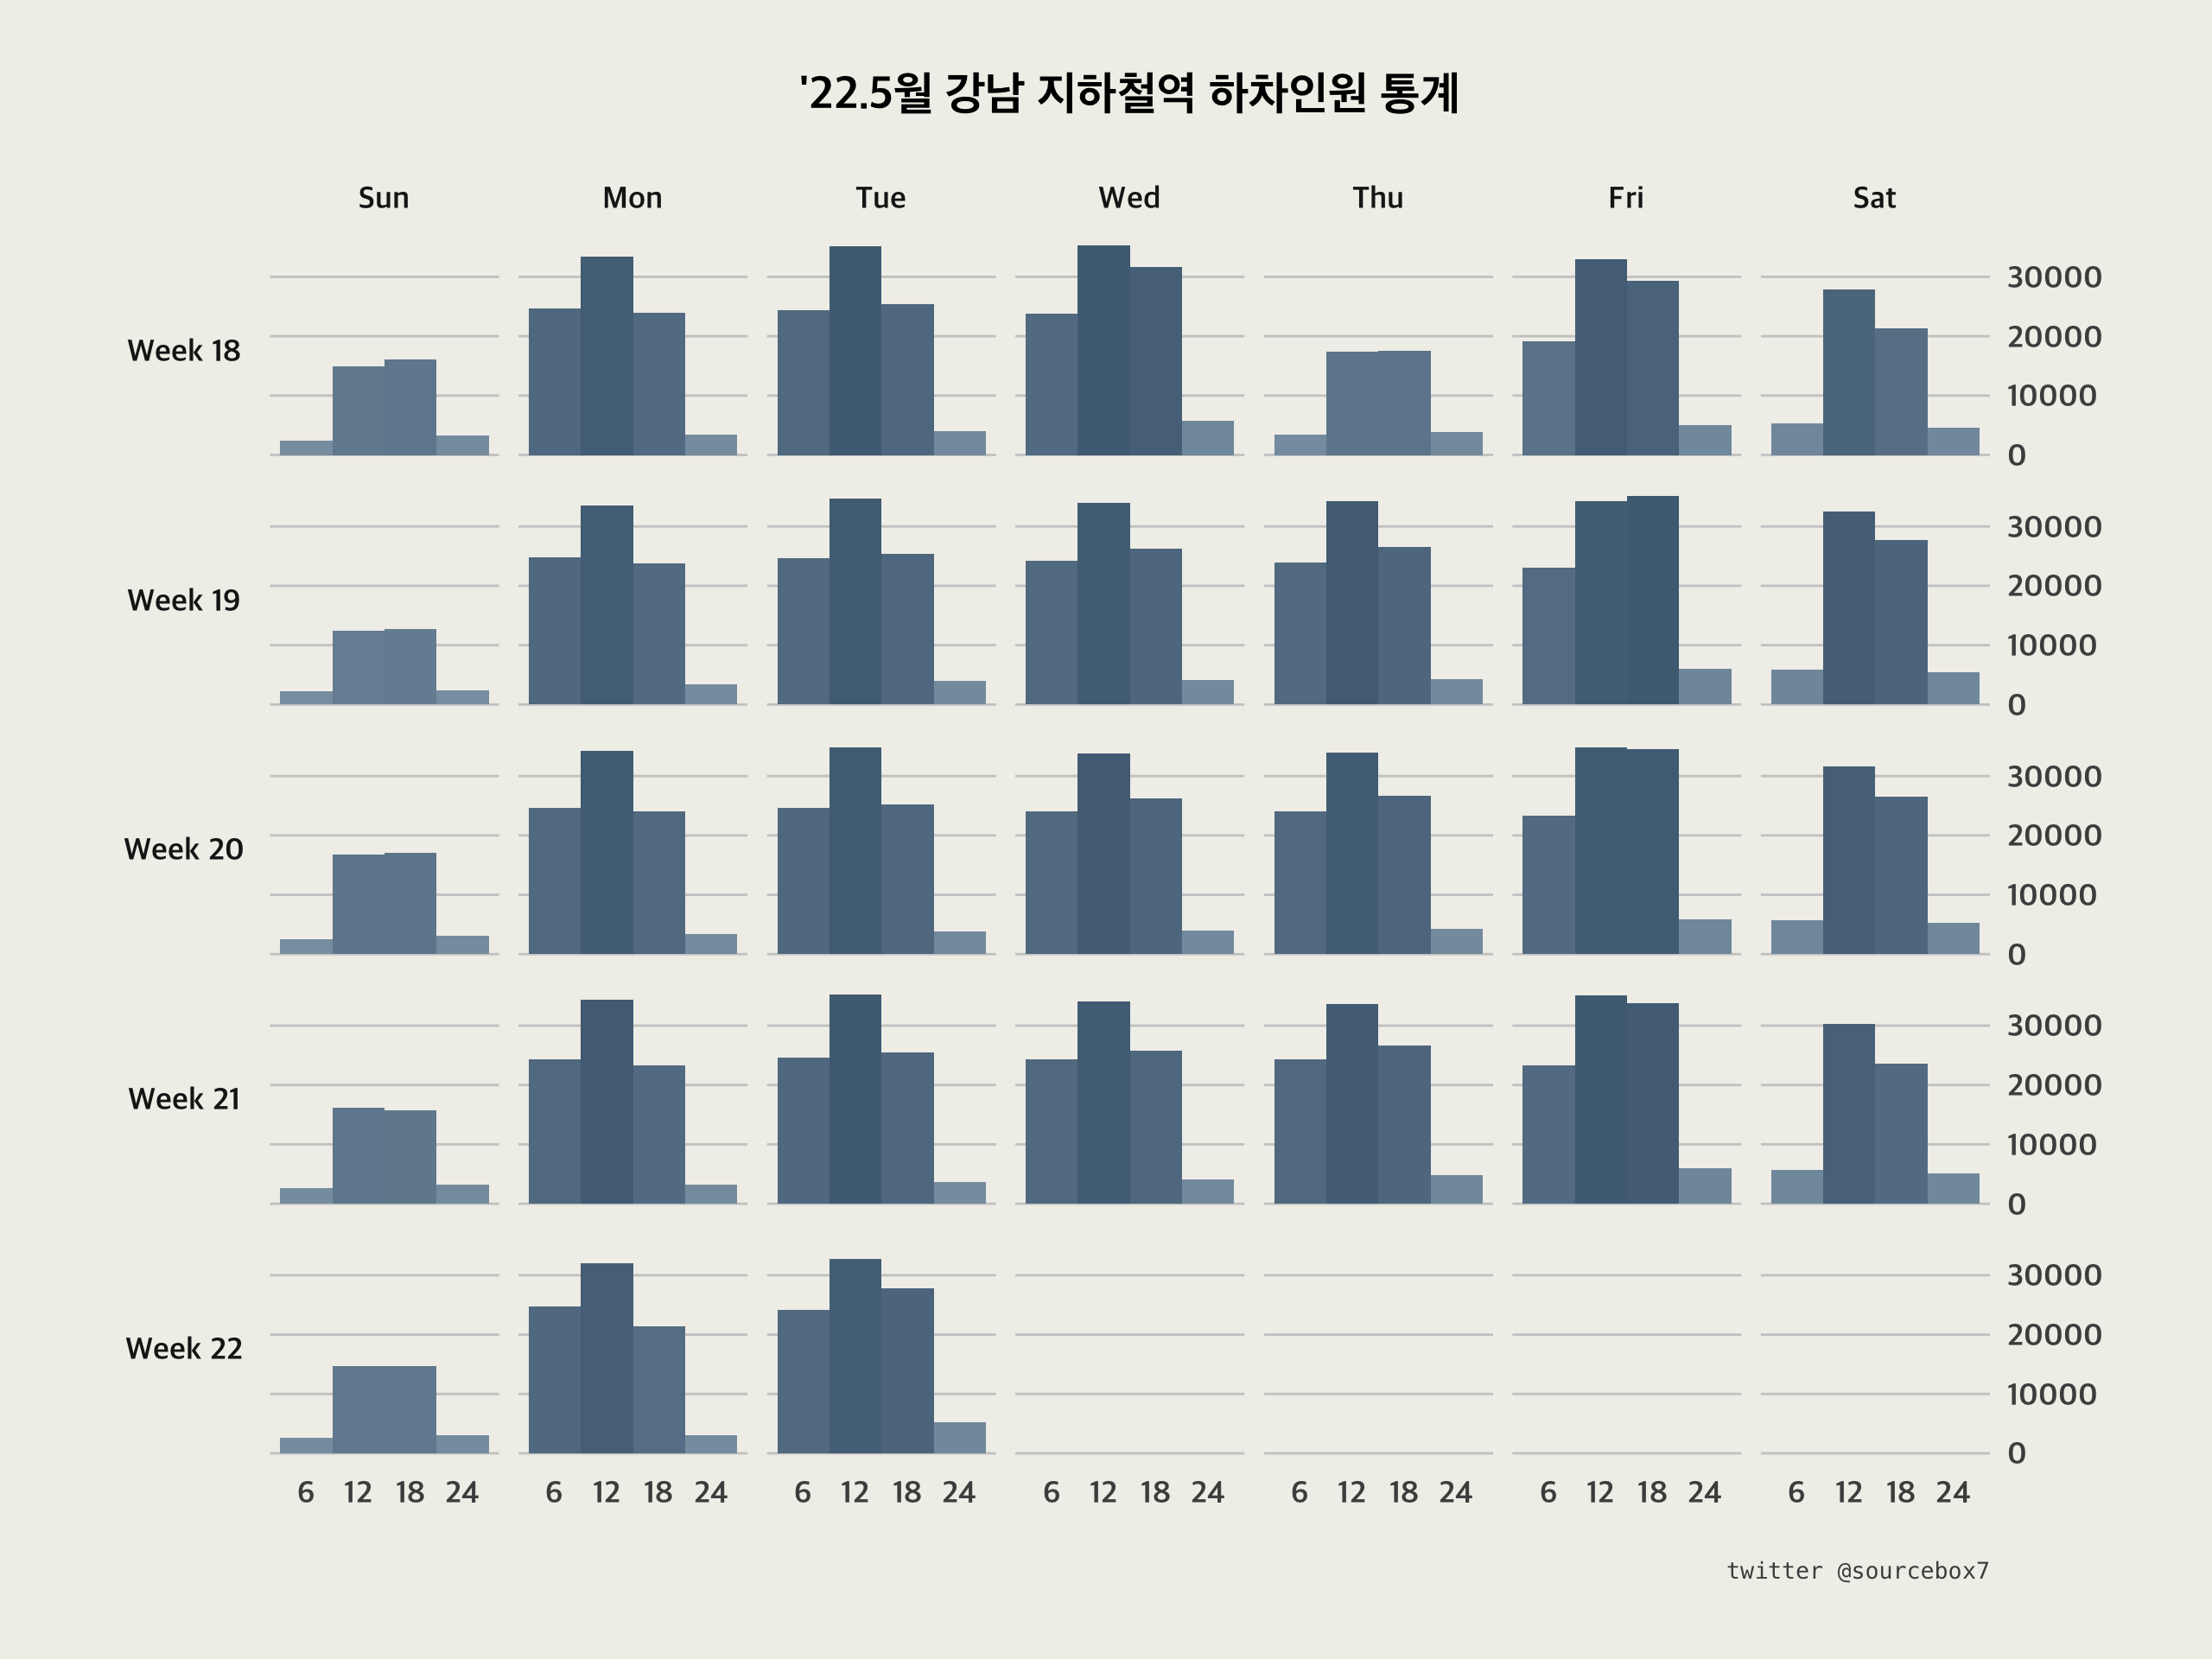 '22.5월 강남 지하철역 하차인원 통계
Sun Mon Tue Wed Thu Fri Sat
Week 18
30000
20000
10000
0
Week 19
30000
20000
10000
0
Week 20
30000
20000
10000
0
Week 21
30000
20000
10000
0
Week 22
30000
20000
10000
0
6 12 18 24 6 12 18 24 6 12 18 24 6 12 18 24 6 12 18 24 6 12 18 24 6 12 18 24
twitter @sourcebox7